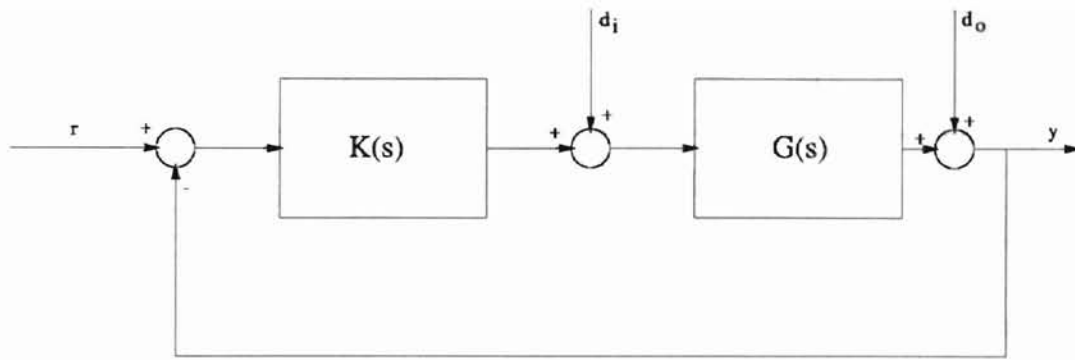 d_i
d_o
r
+
K(s)
+
+
G(s)
+
+
y
-